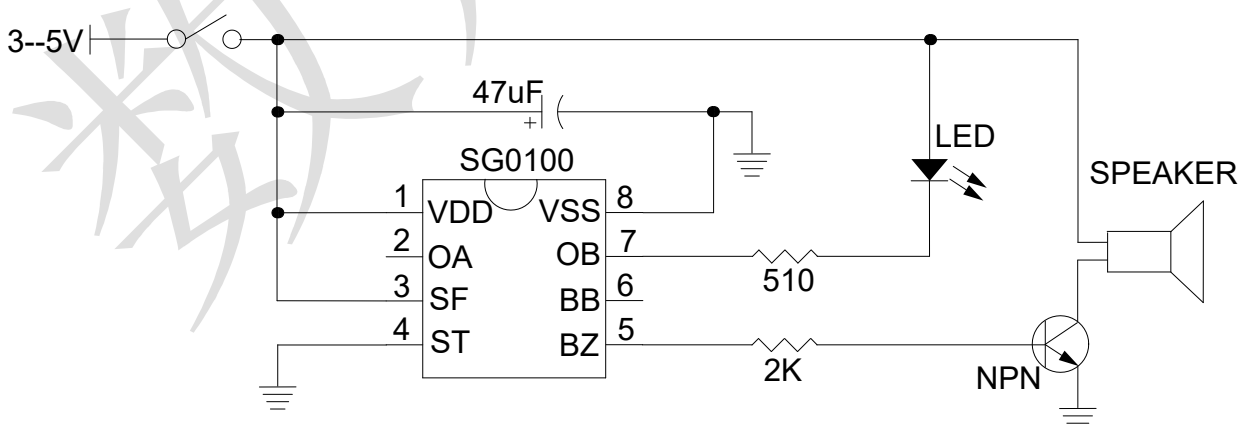 3--5V
47uF
+
LED
SG0100
SPEAKER
1 VDD VSS 8
2 OA OB 7
510
3 SF BB 6
4 ST BZ 5
2K
NPN